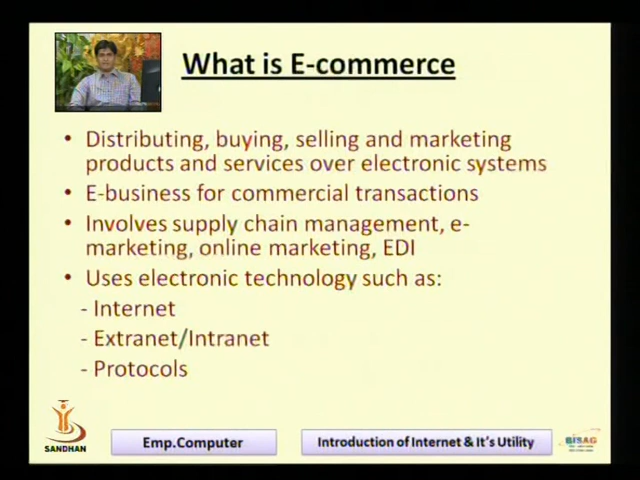 What is E-commerce
• Distributing, buying, selling and marketing
products and services over electronic systems
• E-business for commercial transactions
• Involves supply chain management, e-
marketing, online marketing, EDI
• Uses electronic technology such as:
- Internet
- Extranet/Intranet
- Protocols
SANDHAN
Emp.Computer
Introduction of Internet & It's Utility
BISAG